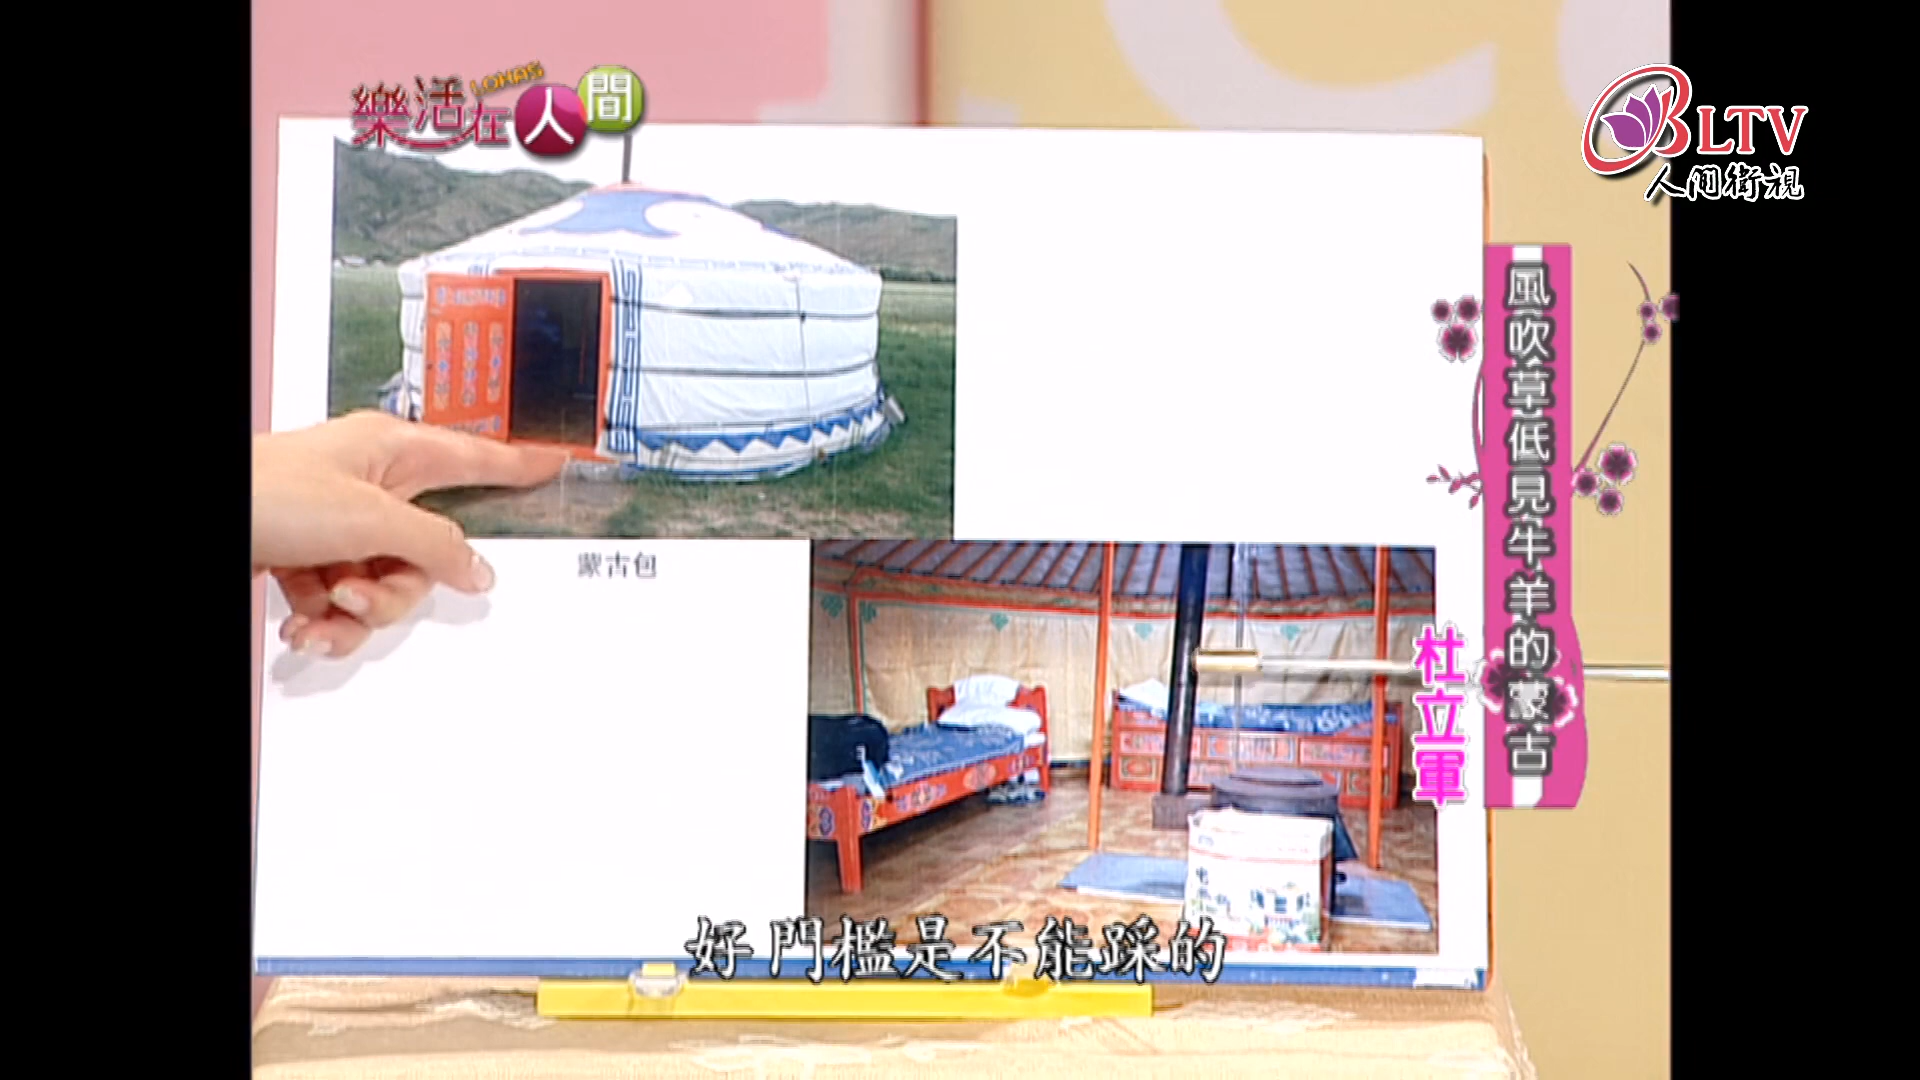 樂活在人間
LOHAS
BLTV
人間衛視
風吹草低見牛羊的蒙古
杜立軍
蒙古包
好 門檻是不能踩的